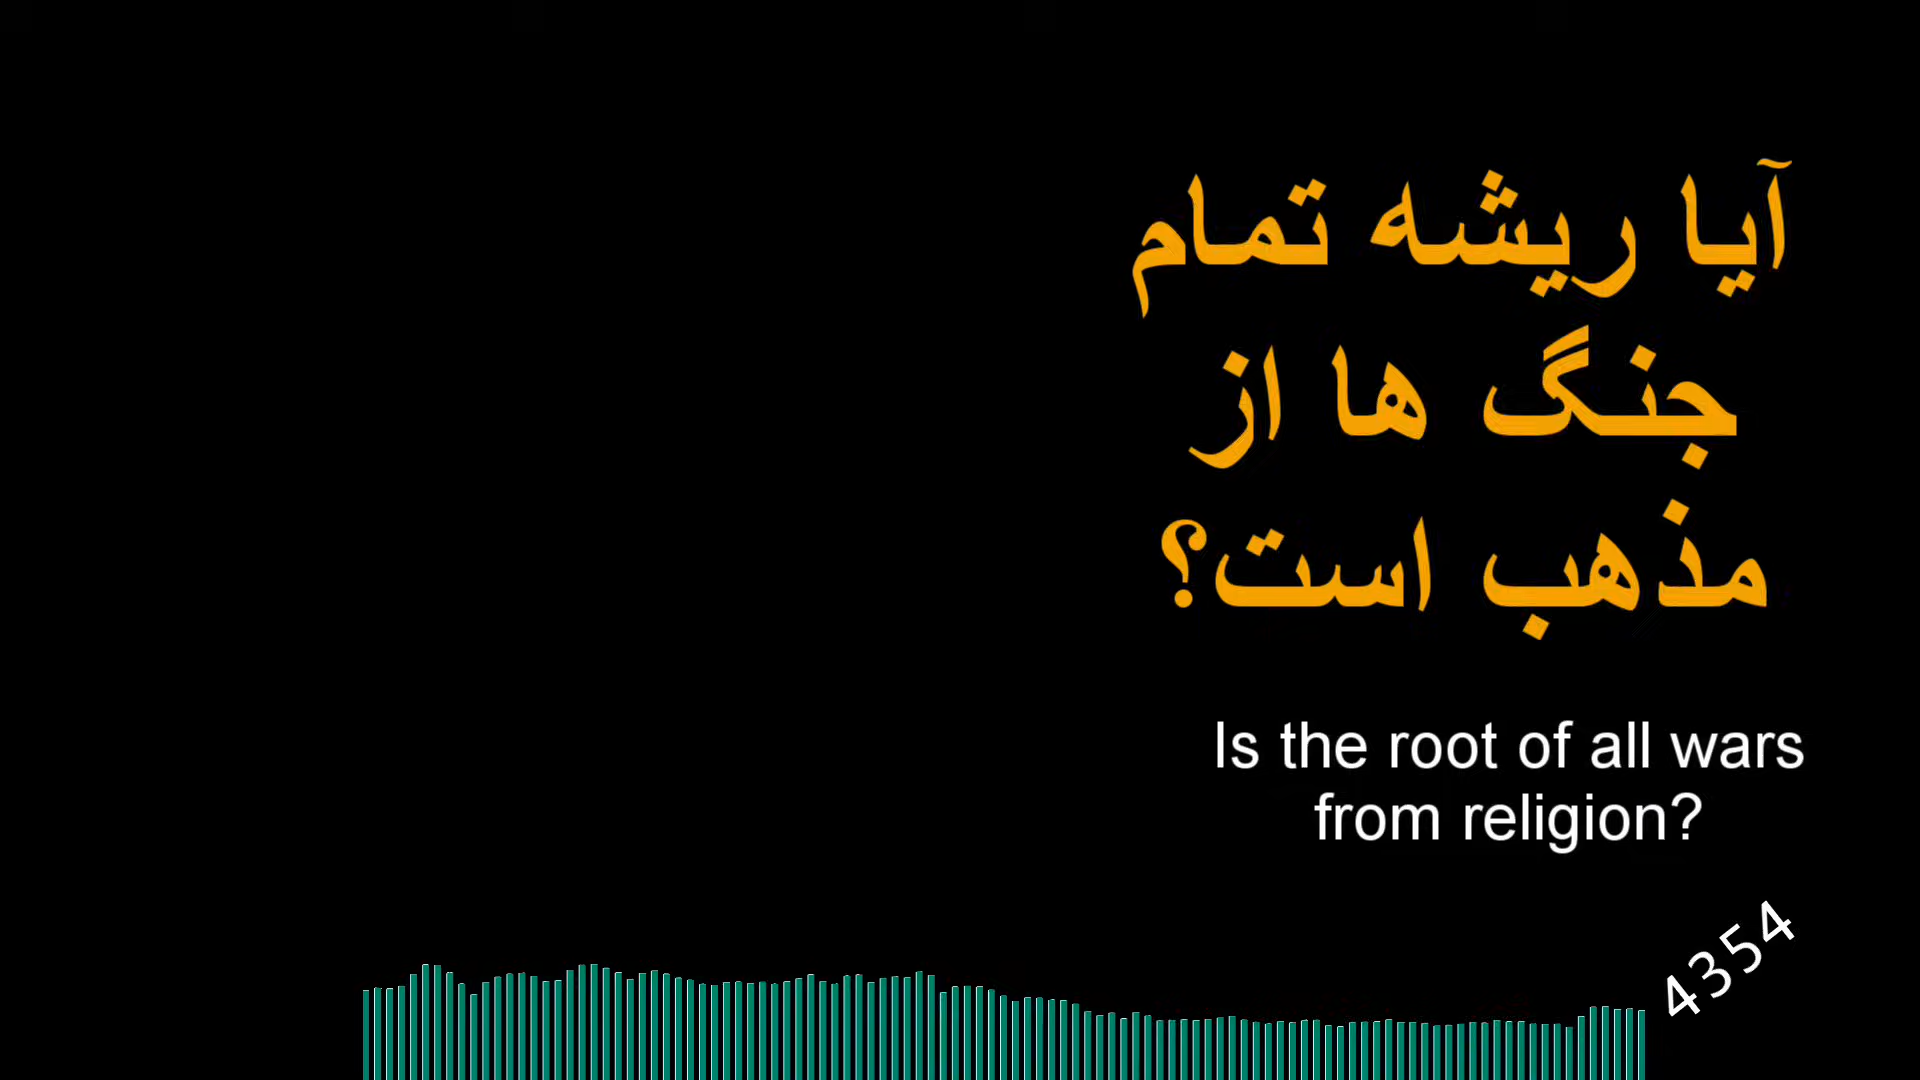 آیا ریشه تمام
جنگ ها از
مذهب است؟
Is the root of all wars
from religion?
4354